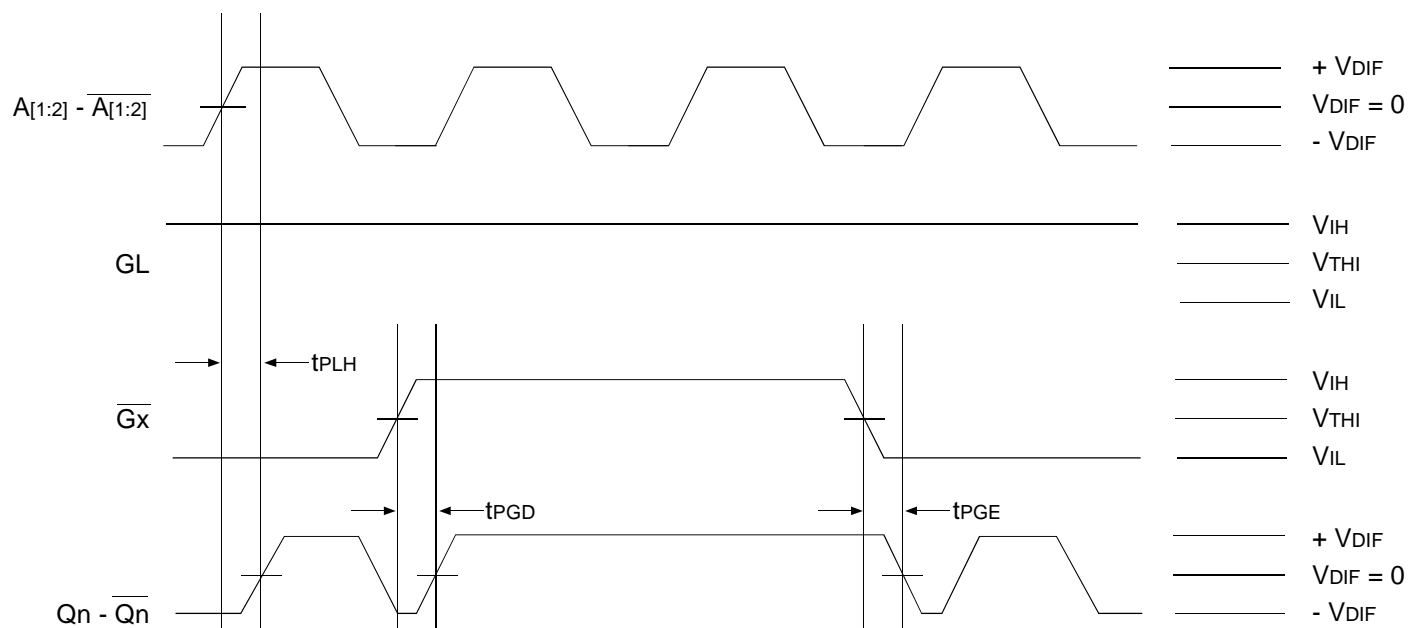 A[1:2] - A[1:2]
+ VDIF
VDIF = 0
- VDIF
GL
VIH
VTHI
VIL
tPLH
Gx
VIH
VTHI
VIL
tPGD
tPGE
Qn - Qn
+ VDIF
VDIF = 0
- VDIF